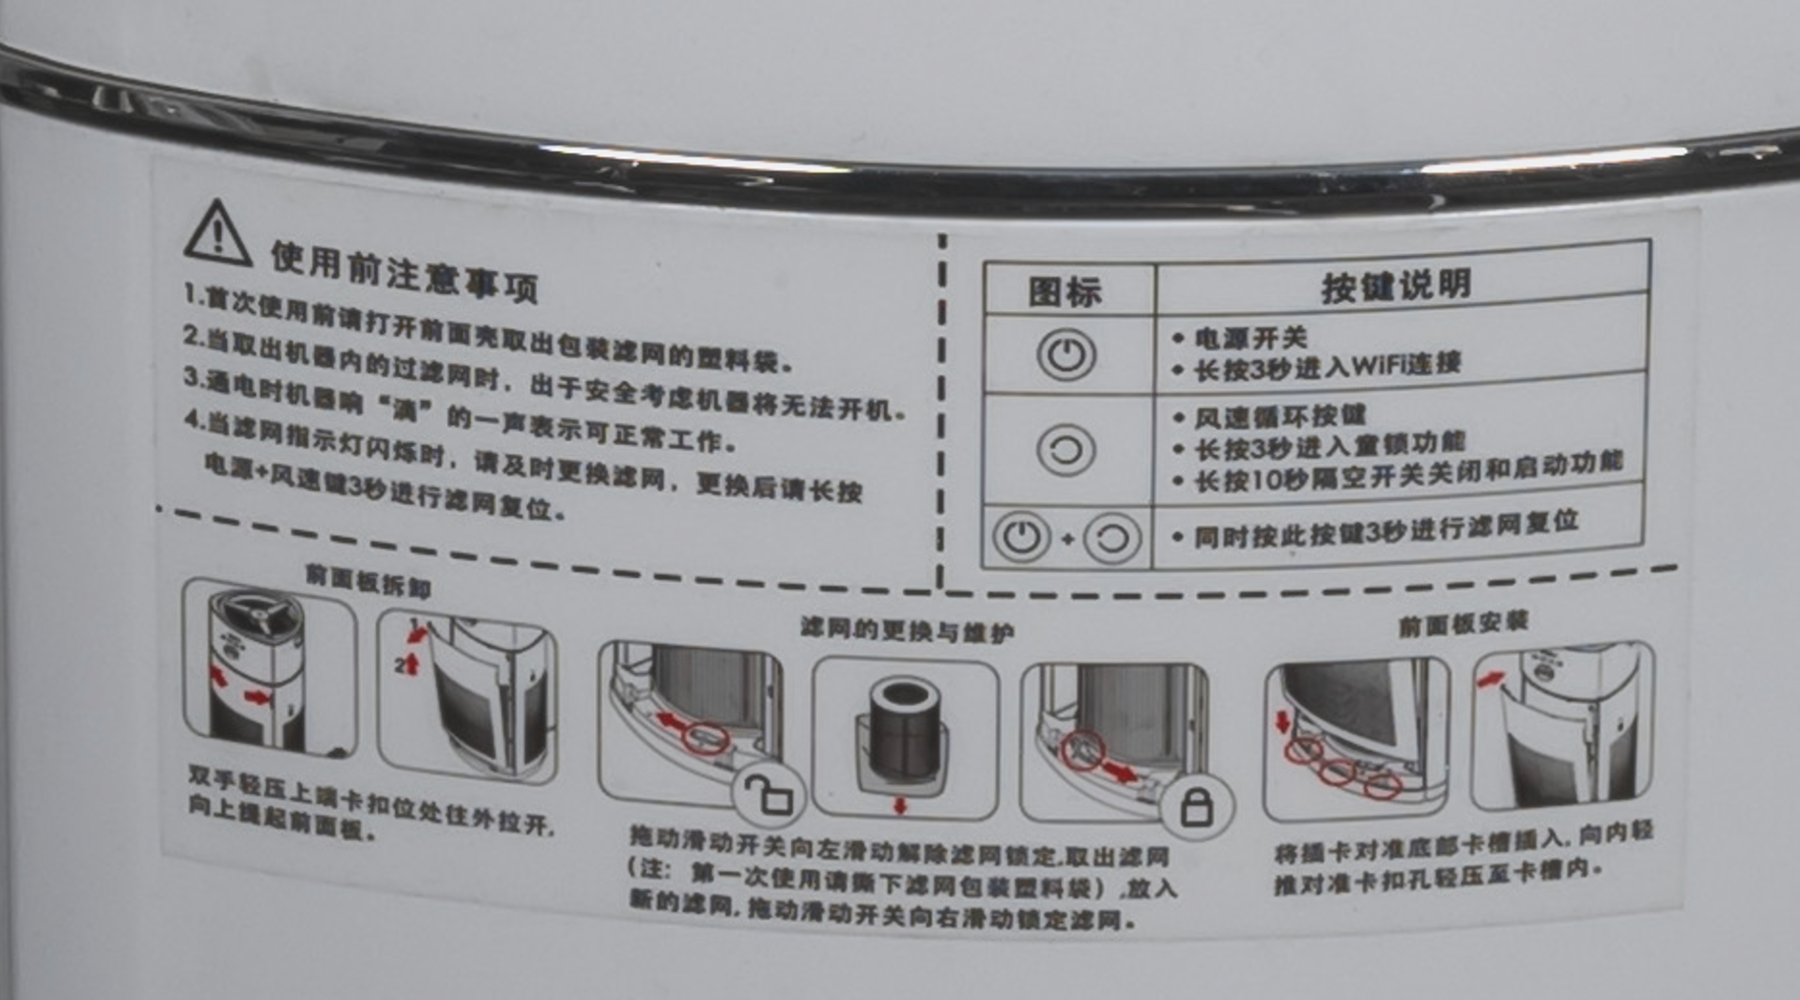 使用前注意事项
1.首次使用前请打开前面壳取出包装滤网的塑料袋。
2.当取出机器内的过滤网时，出于安全考虑机器将无法开机。
3.通电时机器响“滴”的一声表示可正常工作。
4.当滤网指示灯闪烁时，请及时更换滤网，更换后请长按
电源+风速键3秒进行滤网复位。
图标 按键说明
• 电源开关
• 长按3秒进入WiFi连接
• 风速循环按键
• 长按3秒进入童锁功能
• 长按10秒隔空开关关闭和启动功能
+ • 同时按此按键3秒进行滤网复位
前面板拆卸
1
2
双手轻压上端卡扣位处往外拉开,
向上提起前面板。
滤网的更换与维护
拖动滑动开关向左滑动解除滤网锁定,取出滤网
(注: 第一次使用请撕下滤网包装塑料袋) ,放入
新的滤网, 拖动滑动开关向右滑动锁定滤网。
前面板安装
将插卡对准底部卡槽插入, 向内轻
推对准卡扣孔轻压至卡槽内。